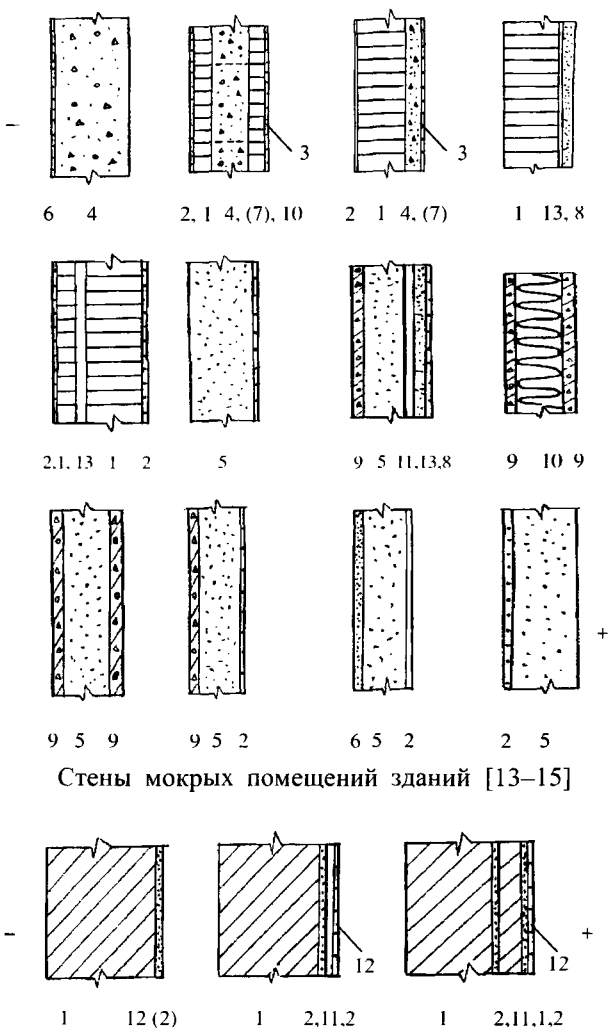 –
3
3
6 4
2, 1 4, (7), 10
2 1 4, (7)
1 13, 8
2,1, 13 1 2
5
9 5 11,13,8
9 10 9
+
9 5 9
9 5 2
6 5 2
2 5
Стены мокрых помещений зданий [13–15]
–
12
12
+
1 12 (2)
1 2,11,2
1 2,11,1,2